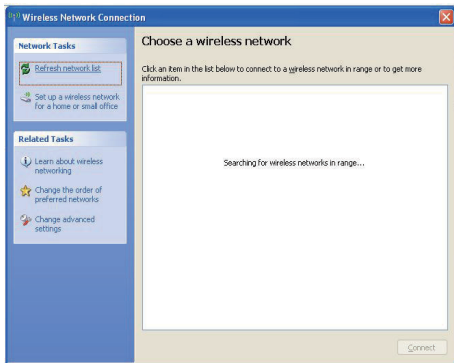 Wireless Network Connection
Network Tasks
Refresh network list
Set up a wireless network
for a home or small office
Related Tasks
Learn about wireless
networking
Change the order of
preferred networks
Change advanced
settings
Choose a wireless network
Click an item in the list below to connect to a wireless network in range or to get more
information.
Searching for wireless networks in range...
Connect